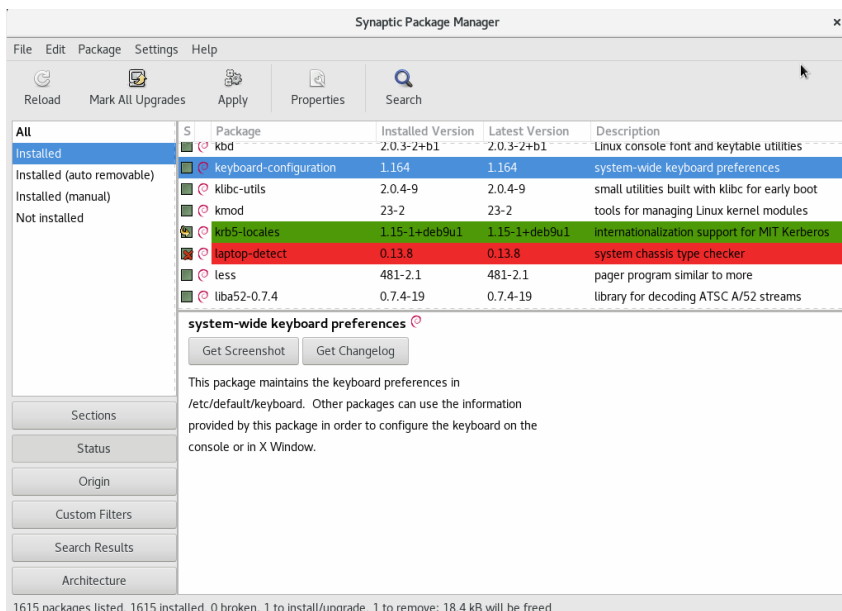 Synaptic Package Manager ×
File Edit Package Settings Help
Reload Mark All Upgrades Apply Properties Search
All
Installed
Installed (auto removable)
Installed (manual)
Not installed
S Package Installed Version Latest Version Description
kbd 2.0.3-2+b1 2.0.3-2+b1 Linux console font and keytable utilities
keyboard-configuration 1.164 1.164 system-wide keyboard preferences
klibc-utils 2.0.4-9 2.0.4-9 small utilities built with klibc for early boot
kmod 23-2 23-2 tools for managing Linux kernel modules
krb5-locales 1.15-1+deb9u1 1.15-1+deb9u1 internationalization support for MIT Kerberos
laptop-detect 0.13.8 0.13.8 system chassis type checker
less 481-2.1 481-2.1 pager program similar to more
liba52-0.7.4 0.7.4-19 0.7.4-19 library for decoding ATSC A/52 streams
system-wide keyboard preferences
Get Screenshot Get Changelog
This package maintains the keyboard preferences in
/etc/default/keyboard. Other packages can use the information
provided by this package in order to configure the keyboard on the
console or in X Window.
Sections
Status
Origin
Custom Filters
Search Results
Architecture
1615 packages listed, 1615 installed, 0 broken. 1 to install/upgrade, 1 to remove; 18.4 kB will be freed